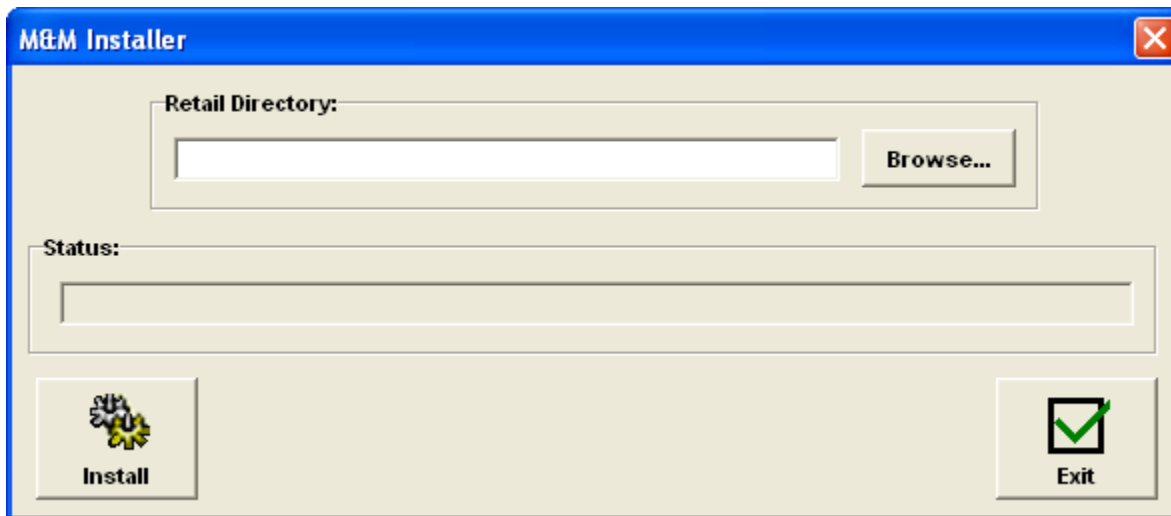 M&M Installer
Retail Directory:
Browse...
Status:
Install
Exit